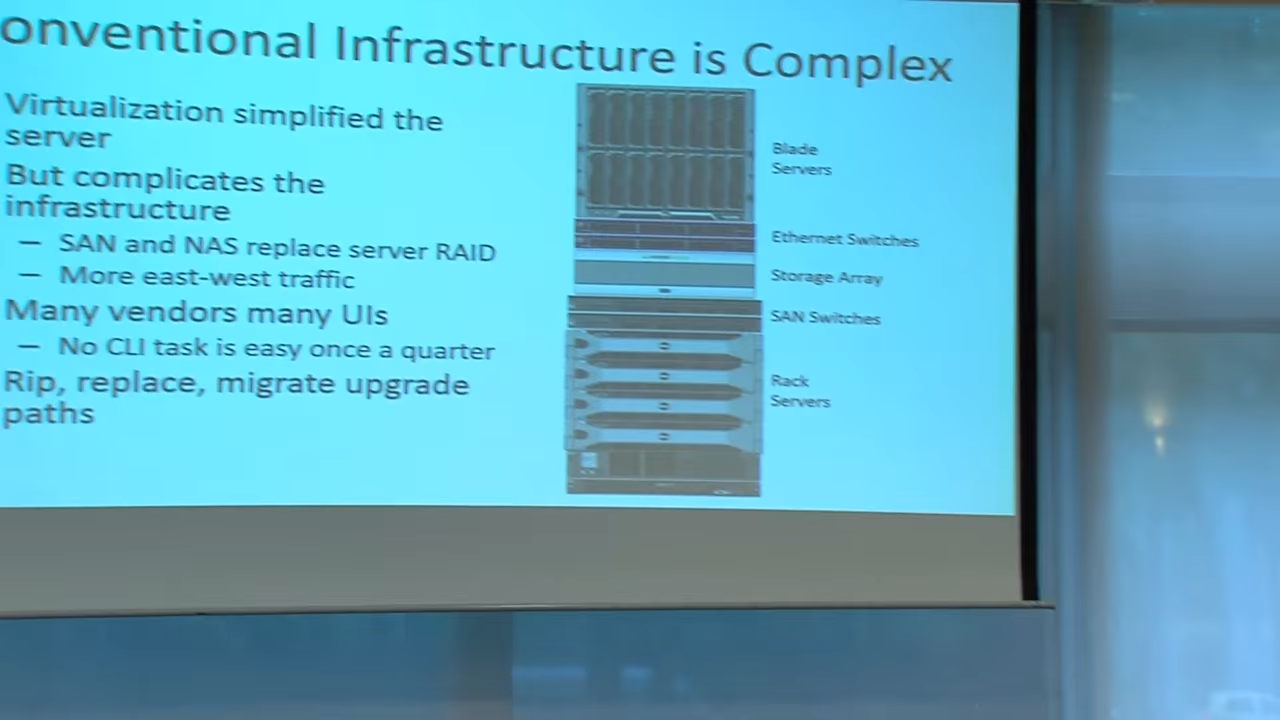 onventional Infrastructure is Complex
Virtualization simplified the
server
But complicates the
infrastructure
— SAN and NAS replace server RAID
— More east-west traffic
Many vendors many UIs
— No CLI task is easy once a quarter
Rip, replace, migrate upgrade
paths
Blade
Servers
Ethernet Switches
Storage Array
SAN Switches
Rack
Servers